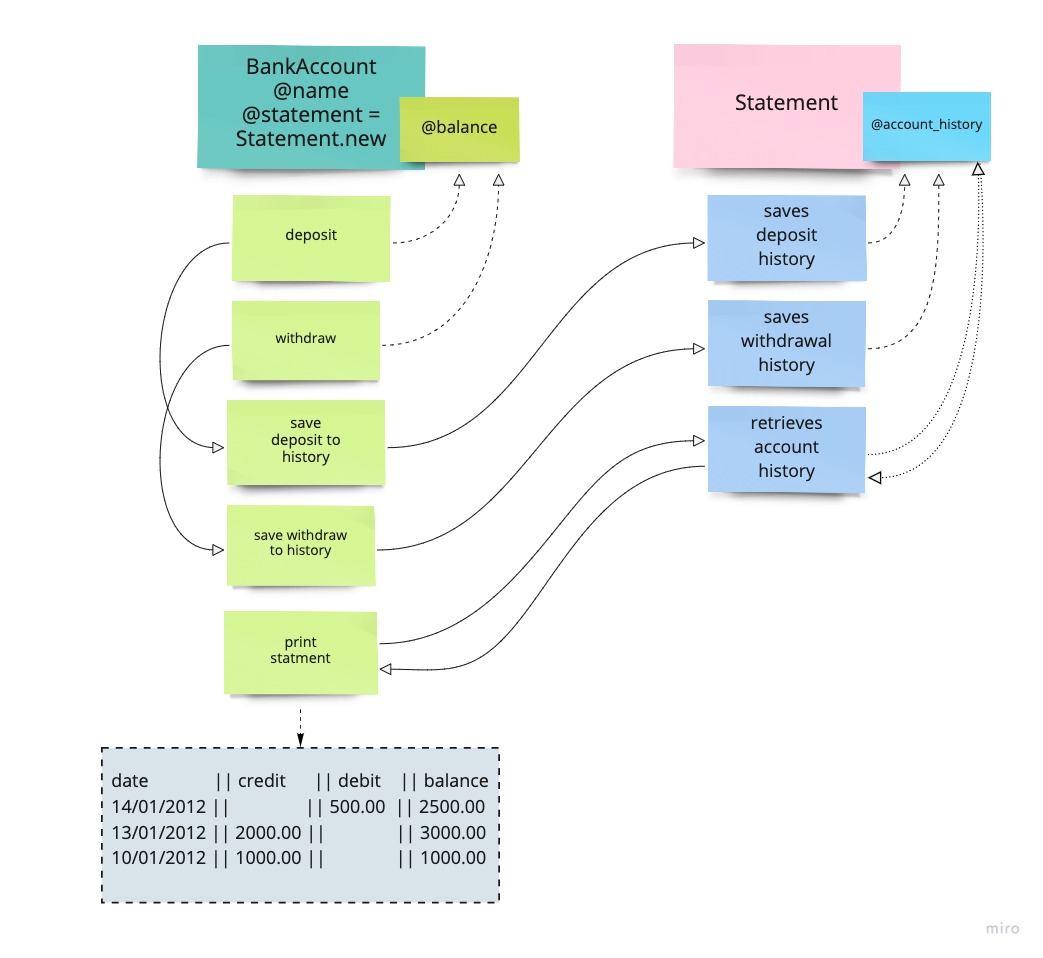 BankAccount
@name
@statement =
Statement.new
@balance
Statement
@account_history
deposit
withdraw
save
deposit to
history
save withdraw
to history
print
statment
saves
deposit
history
saves
withdrawal
history
retrieves
account
history
date || credit || debit || balance
14/01/2012 || || 500.00 || 2500.00
13/01/2012 || 2000.00 || || 3000.00
10/01/2012 || 1000.00 || || 1000.00
miro